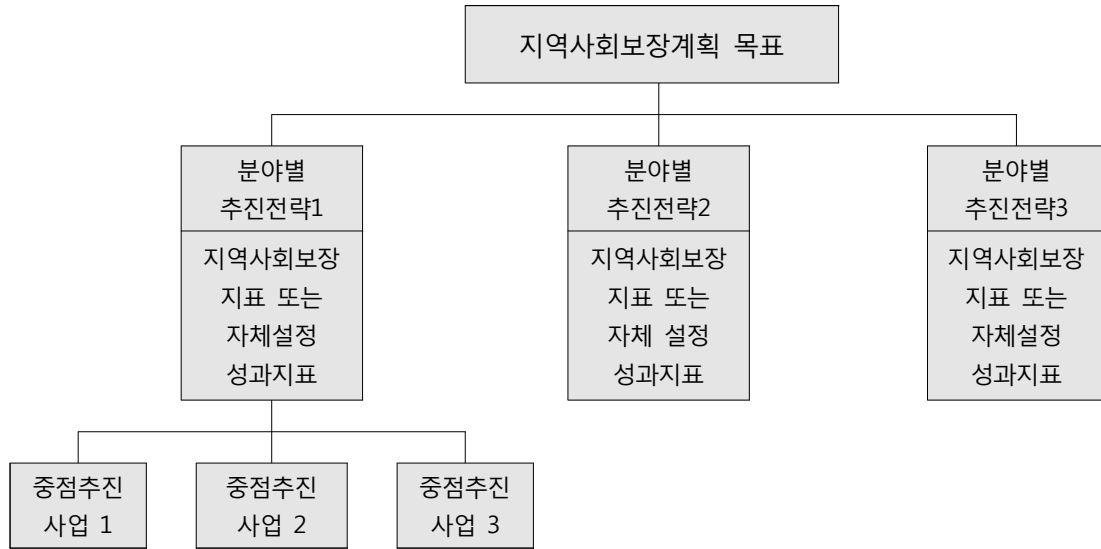 지역사회보장계획 목표
분야별
추진전략1
지역사회보장
지표 또는
자체설정
성과지표
분야별
추진전략2
지역사회보장
지표 또는
자체 설정
성과지표
분야별
추진전략3
지역사회보장
지표 또는
자체설정
성과지표
중점추진
사업 1
중점추진
사업 2
중점추진
사업 3